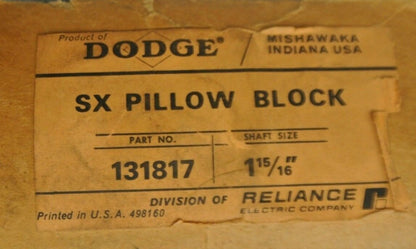 Product of
DODGE® / MISHAWAKA
INDIANA USA
SX PILLOW BLOCK
PART NO. SHAFT SIZE
131817 1 15/16"
DIVISION OF RELIANCE
ELECTRIC COMPANY
Printed in U.S.A. 498160